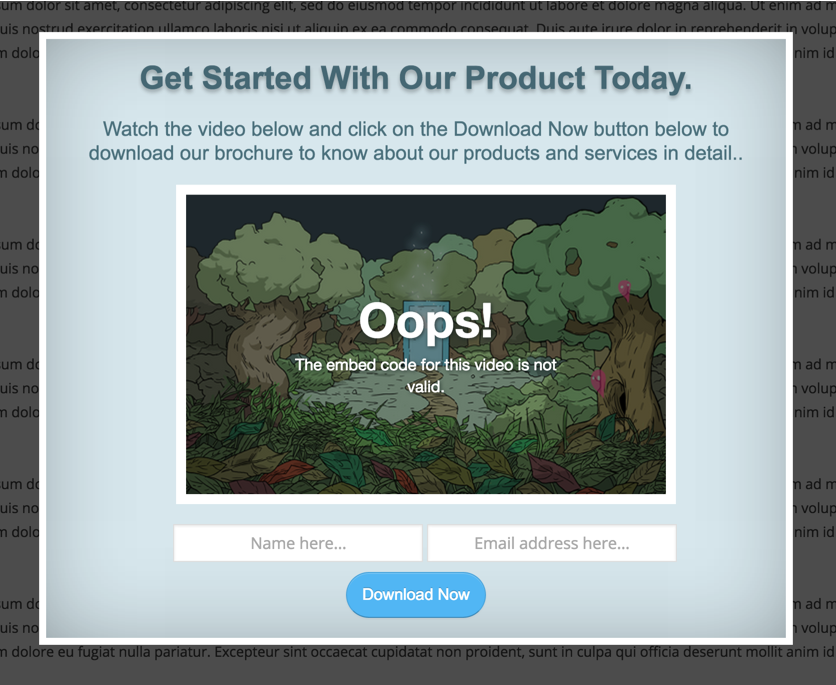 um dolor sit amet, consectetur adipiscing elit, sed do eiusmod tempor incididunt ut labore et dolore magna aliqua. Ut enim ad m
uis nostrud exercitation ullamco laboris nisi ut aliquip ex ea commodo consequat. Duis aute irure dolor in reprehenderit in volup
Get Started With Our Product Today.
Watch the video below and click on the Download Now button below to
download our brochure to know about our products and services in detail..
Oops!
The embed code for this video is not
valid.
Name here...
Email address here...
Download Now
m dolore eu fugiat nulla pariatur. Excepteur sint occaecat cupidatat non proident, sunt in culpa qui officia deserunt mollit anim id